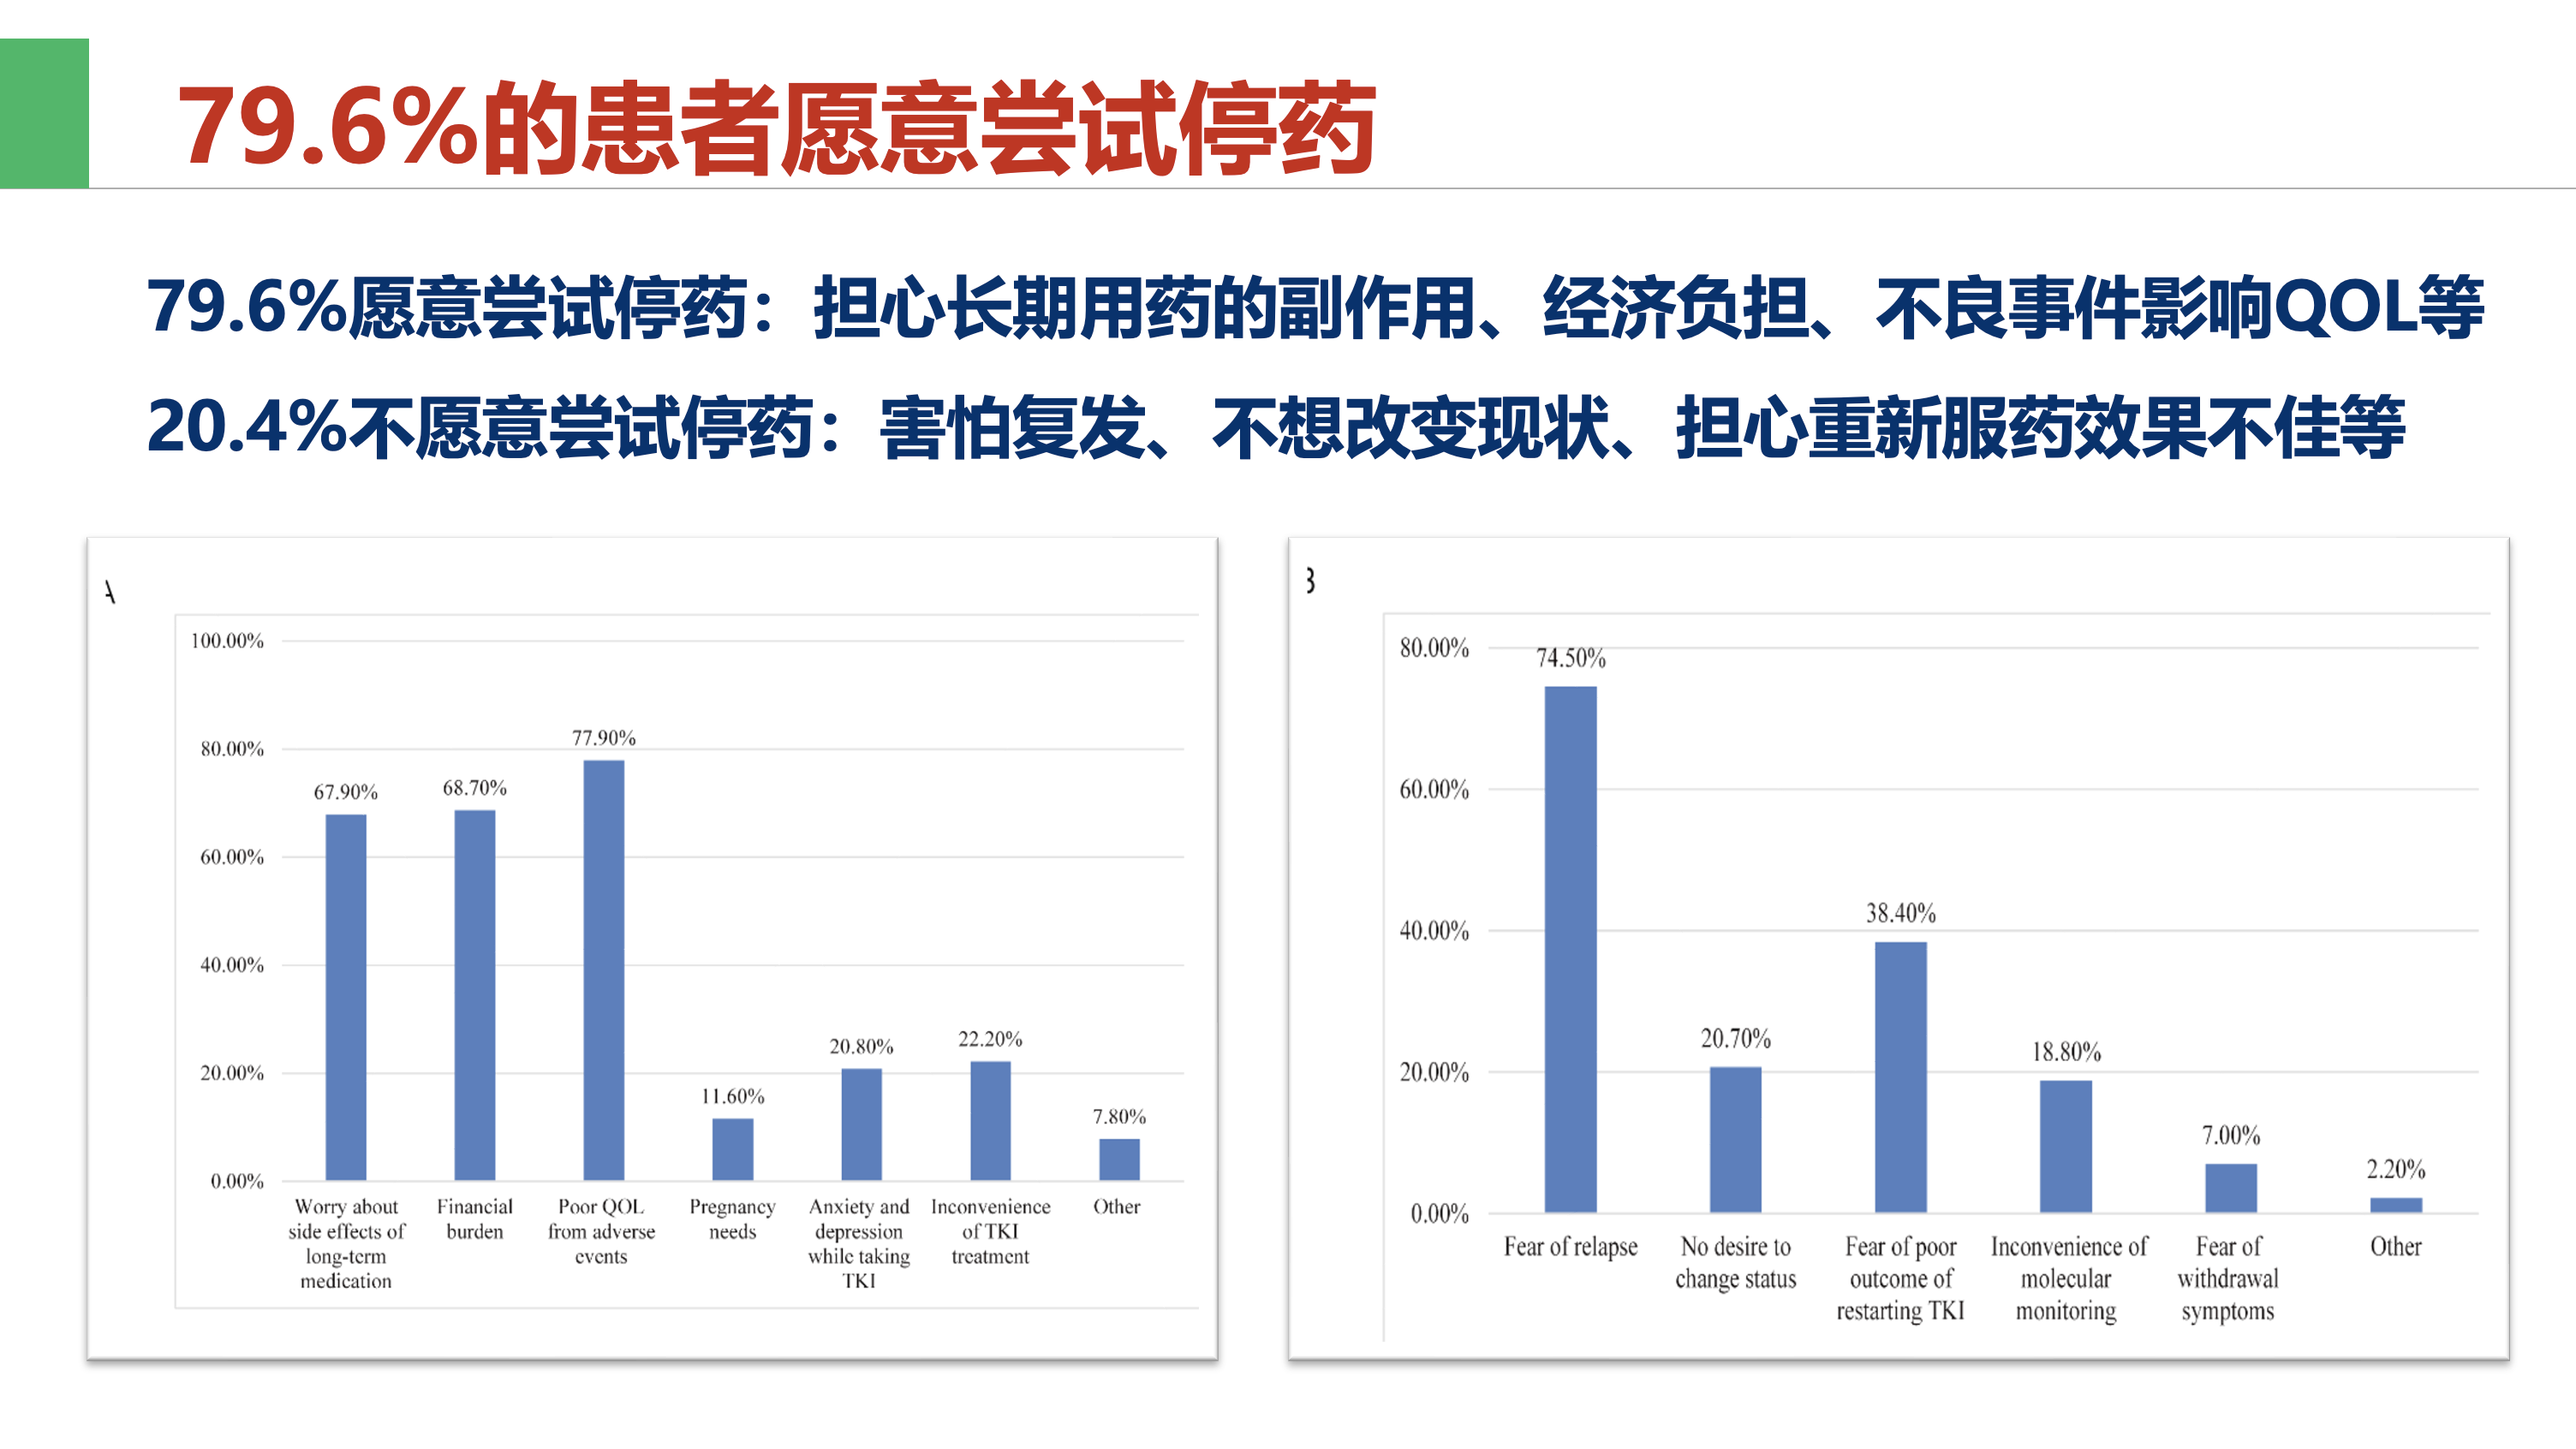 79.6%的患者愿意尝试停药
79.6%愿意尝试停药：担心长期用药的副作用、经济负担、不良事件影响QOL等
20.4%不愿意尝试停药：害怕复发、不想改变现状、担心重新服药效果不佳等
A
100.00%
80.00%
60.00%
40.00%
20.00%
0.00%
67.90%
68.70%
77.90%
11.60%
20.80%
22.20%
7.80%
Worry about
side effects of
long-term
medication
Financial
burden
Poor QOL
from adverse
events
Pregnancy
needs
Anxiety and
depression
while taking
TKI
Inconvenience
of TKI
treatment
Other
B
80.00%
60.00%
40.00%
20.00%
0.00%
74.50%
20.70%
38.40%
18.80%
7.00%
2.20%
Fear of relapse
No desire to
change status
Fear of poor
outcome of
restarting TKI
Inconvenience of
molecular
monitoring
Fear of
withdrawal
symptoms
Other